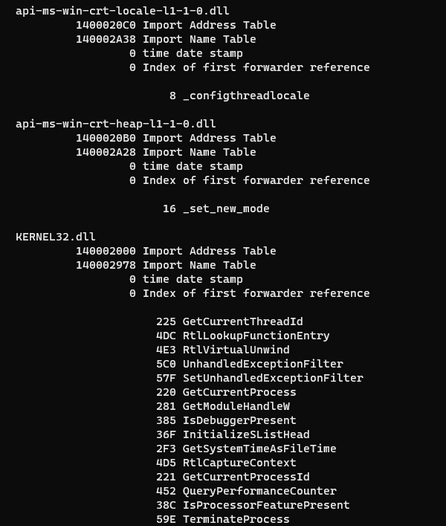 api-ms-win-crt-locale-l1-1-0.dll
1400020C0 Import Address Table
140002A38 Import Name Table
0 time date stamp
0 Index of first forwarder reference
8 _configthreadlocale
api-ms-win-crt-heap-l1-1-0.dll
1400020B0 Import Address Table
140002A28 Import Name Table
0 time date stamp
0 Index of first forwarder reference
16 _set_new_mode
KERNEL32.dll
140002000 Import Address Table
140002978 Import Name Table
0 time date stamp
0 Index of first forwarder reference
225 GetCurrentThreadId
4DC RtlLookupFunctionEntry
4E3 RtlVirtualUnwind
5C0 UnhandledExceptionFilter
57F SetUnhandledExceptionFilter
220 GetCurrentProcess
281 GetModuleHandleW
385 IsDebuggerPresent
36F InitializeSListHead
2F3 GetSystemTimeAsFileTime
4D5 RtlCaptureContext
221 GetCurrentProcessId
452 QueryPerformanceCounter
38C IsProcessorFeaturePresent
59E TerminateProcess